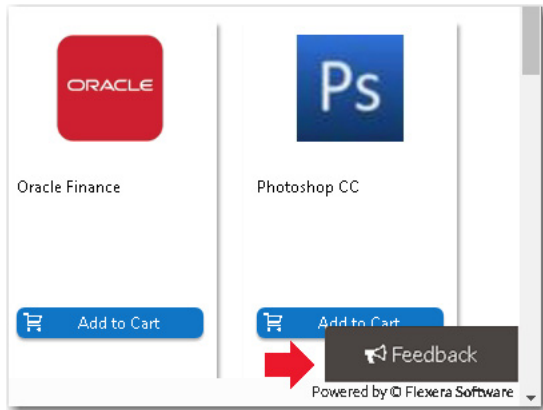 ORACLE
Ps
Oracle Finance
Photoshop CC
Add to Cart
Add to Cart
Feedback
Powered by © Flexera Software